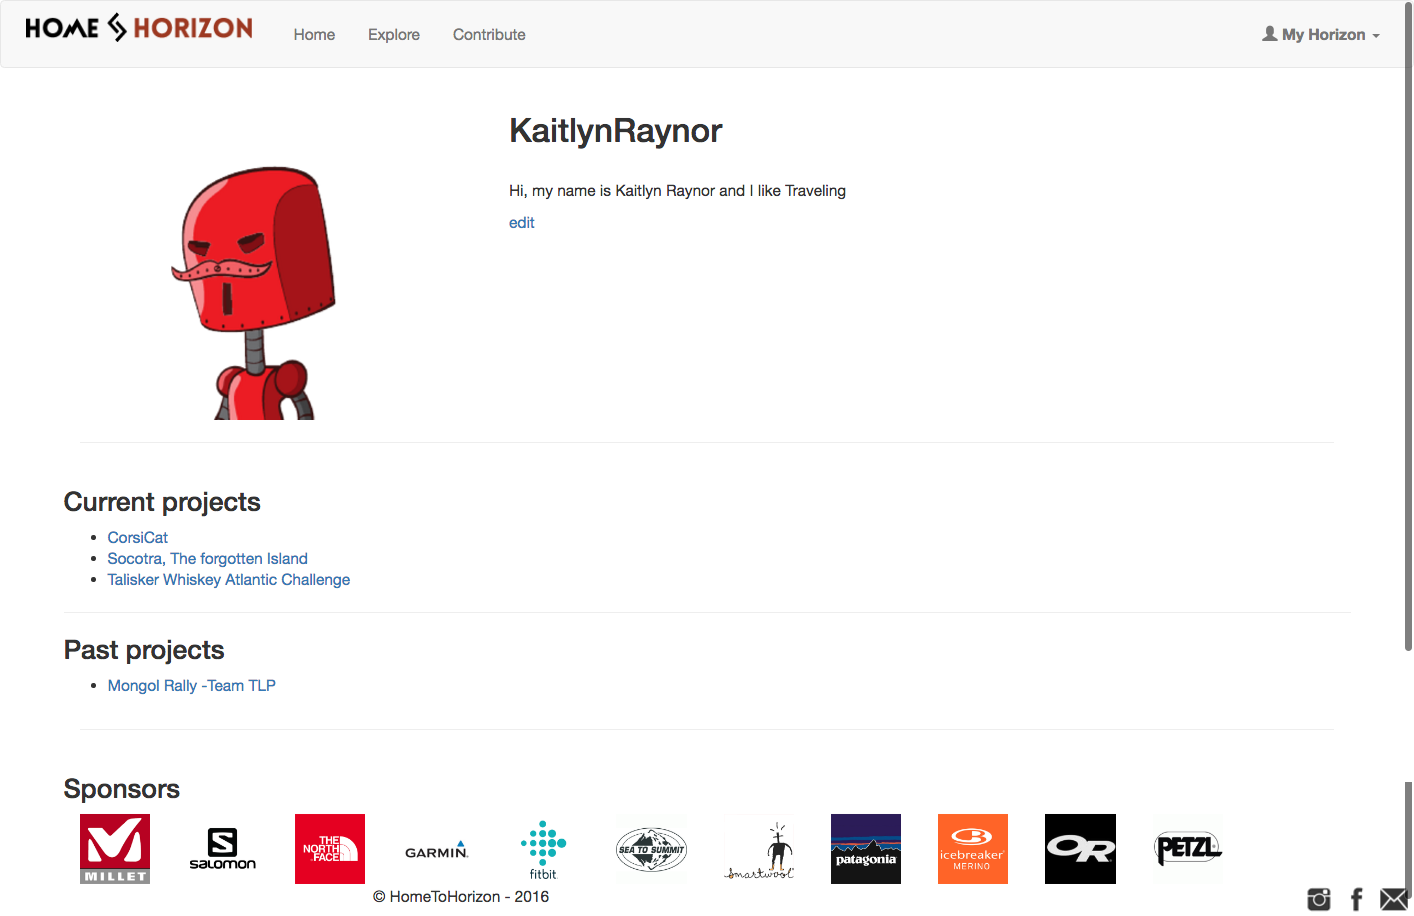 HOME HORIZON Home Explore Contribute My Horizon
KaitlynRaynor
Hi, my name is Kaitlyn Raynor and I like Traveling
edit
Current projects
CorsiCat
Socotra, The forgotten Island
Talisker Whiskey Atlantic Challenge
Past projects
Mongol Rally -Team TLP
Sponsors
MILLET
salomon
THE
NORTH
FACE
GARMIN
fitbit
SEA TO SUMMIT
smartwool
patagonia
icebreaker
MERINO
OR
PETZL
© HomeToHorizon - 2016